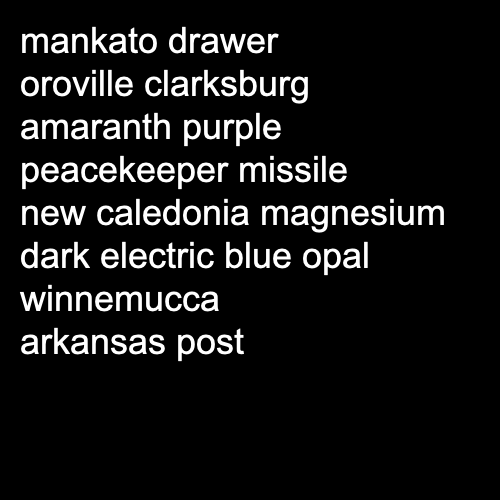 mankato drawer
oroville clarksburg
amaranth purple
peacekeeper missile
new caledonia magnesium
dark electric blue opal
winnemucca
arkansas post